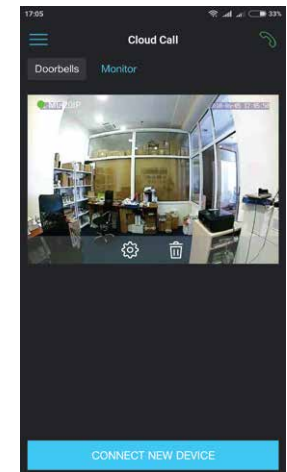 17:05
33%
Cloud Call
Doorbells Monitor
CONNECT NEW DEVICE